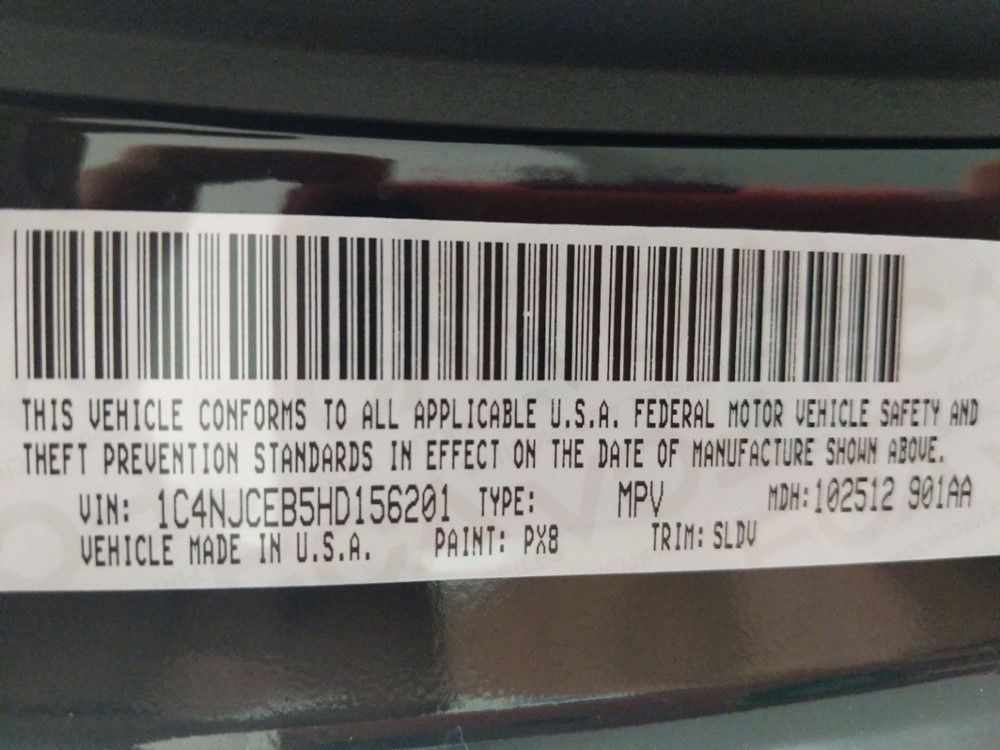 THIS VEHICLE CONFORMS TO ALL APPLICABLE U.S.A. FEDERAL MOTOR VEHICLE SAFETY AND
THEFT PREVENTION STANDARDS IN EFFECT ON THE DATE OF MANUFACTURE SHOWN ABOVE.
VIN: 1C4NJCEB5HD156201 TYPE: MPV MDH:102512 901AA
VEHICLE MADE IN U.S.A. PAINT: PX8 TRIM: SLDV